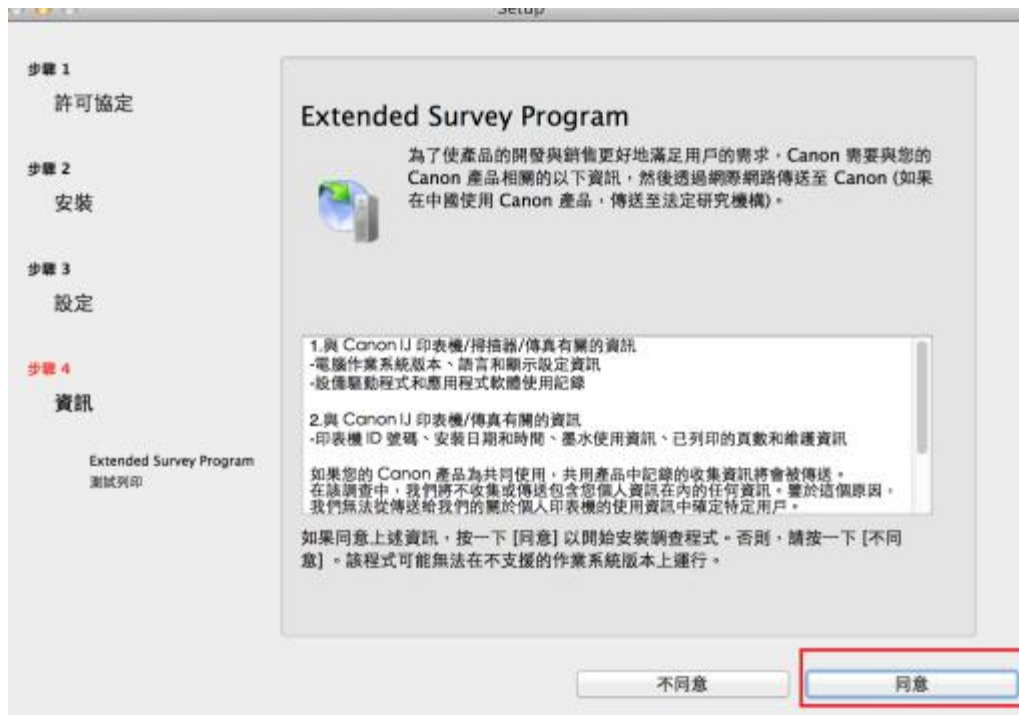 Setup
步驟 1
許可協定
步驟 2
安裝
步驟 3
設定
步驟 4
資訊
Extended Survey Program
測試列印
Extended Survey Program
為了使產品的開發與銷售更好地滿足用戶的需求，Canon 需要與您的
Canon 產品相關的以下資訊，然後透過網際網路傳送至 Canon (如果
在中國使用 Canon 產品，傳送至法定研究機構)。
1.與 Canon IJ 印表機/掃描器/傳真有關的資訊
-電腦作業系統版本、語言和顯示設定資訊
-設備驅動程式和應用程式軟體使用記錄
2.與 Canon IJ 印表機/傳真有關的資訊
-印表機 ID 號碼、安裝日期和時間、墨水使用資訊、已列印的頁數和維護資訊
如果您的 Canon 產品為共同使用，共用產品中記錄的收集資訊將會被傳送。
在該調查中，我們將不收集或傳送包含您個人資訊在內的任何資訊。鑒於這個原因，
我們無法從傳送給我們的關於個人印表機的使用資訊中確定特定用戶。
如果同意上述資訊，按一下 [同意] 以開始安裝調查程式。否則，請按一下 [不同
意] 。該程式可能無法在不支援的作業系統版本上運行。
不同意
同意